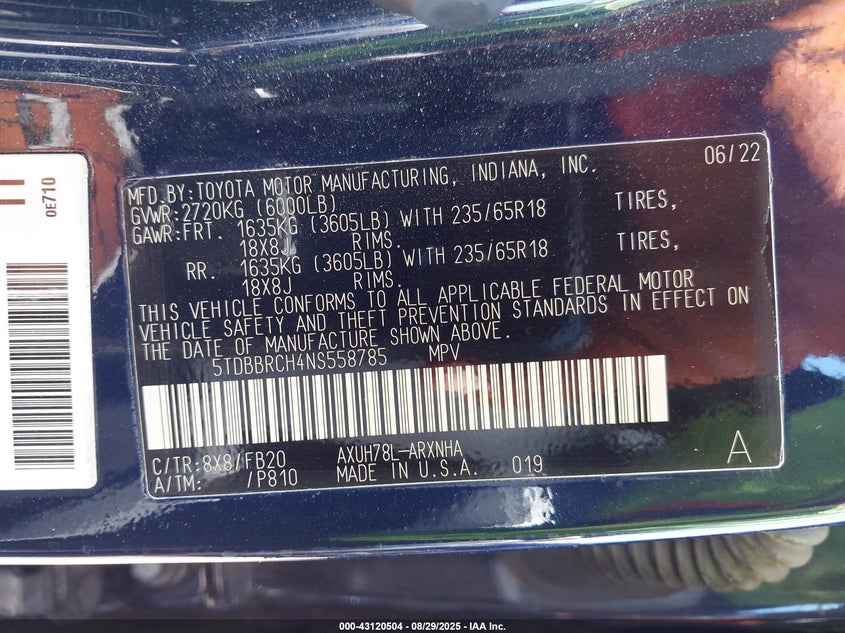 MFD.BY:TOYOTA MOTOR MANUFACTURING, INDIANA, INC. 06/22
GVWR:2720KG (6000LB)
GAWR:FRT. 1635KG (3605LB) WITH 235/65R18 TIRES,
18X8J RIMS.
RR. 1635KG (3605LB) WITH 235/65R18 TIRES,
18X8J RIMS.
THIS VEHICLE CONFORMS TO ALL APPLICABLE FEDERAL MOTOR
VEHICLE SAFETY AND THEFT PREVENTION STANDARDS IN EFFECT ON
THE DATE OF MANUFACTURE SHOWN ABOVE.
5TDBBRCH4NS558785 MPV
C/TR:8X8/FB20 AXUH78L-ARXNHA
A/TM: /P810 MADE IN U.S.A. 019 A
0E710
000-43120504 - 08/29/2025 - IAA Inc.